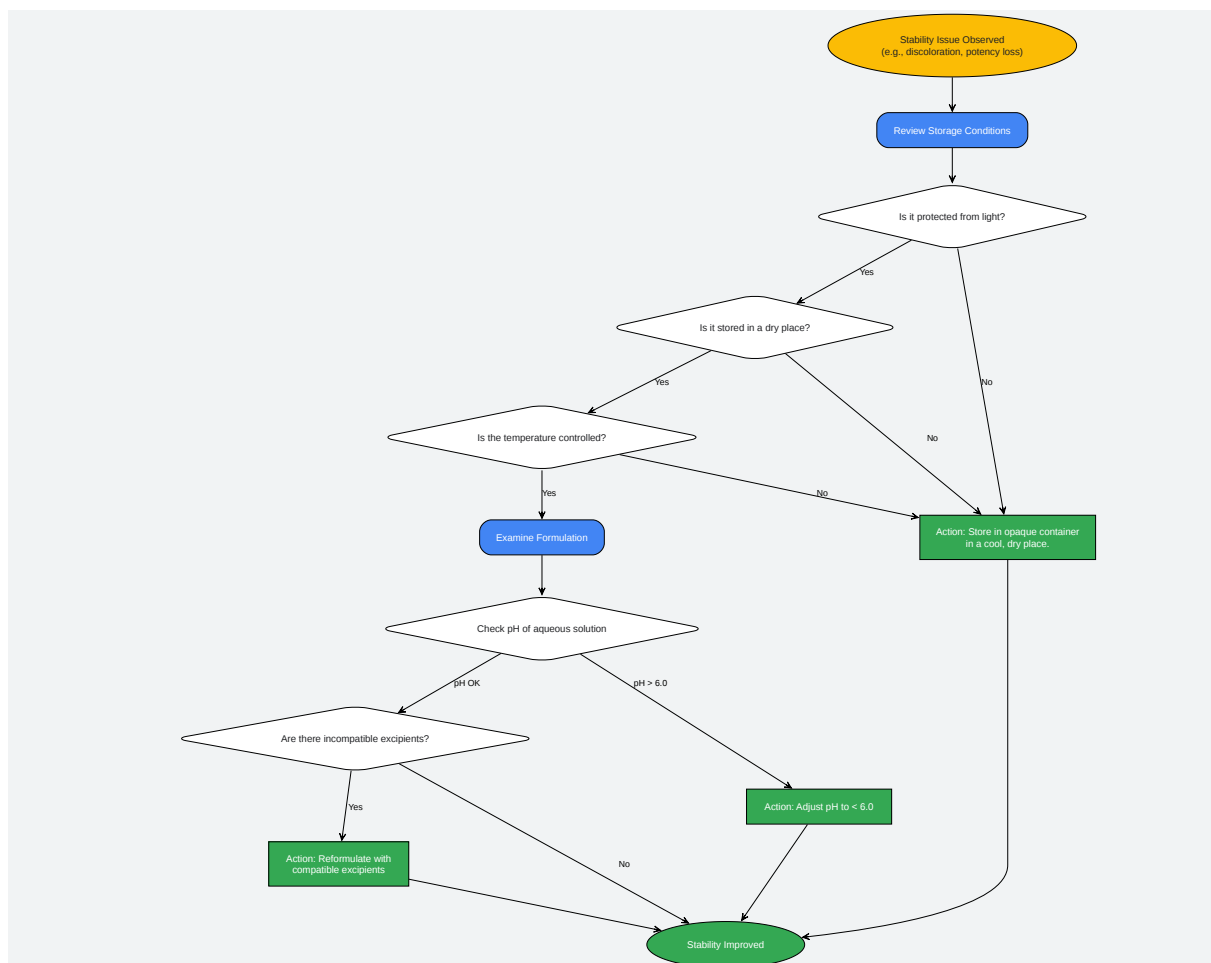 Stability Issue Observed
(e.g., discoloration, potency loss)
Review Storage Conditions
Is it protected from light?
Yes
Is it stored in a dry place?
Yes
No
Is the temperature controlled?
No
Yes
No
Examine Formulation
Action: Store in opaque container
in a cool, dry place.
Check pH of aqueous solution
pH OK
pH > 6.0
Are there incompatible excipients?
Yes
Action: Adjust pH to < 6.0
Action: Reformulate with
compatible excipients
No
Stability Improved